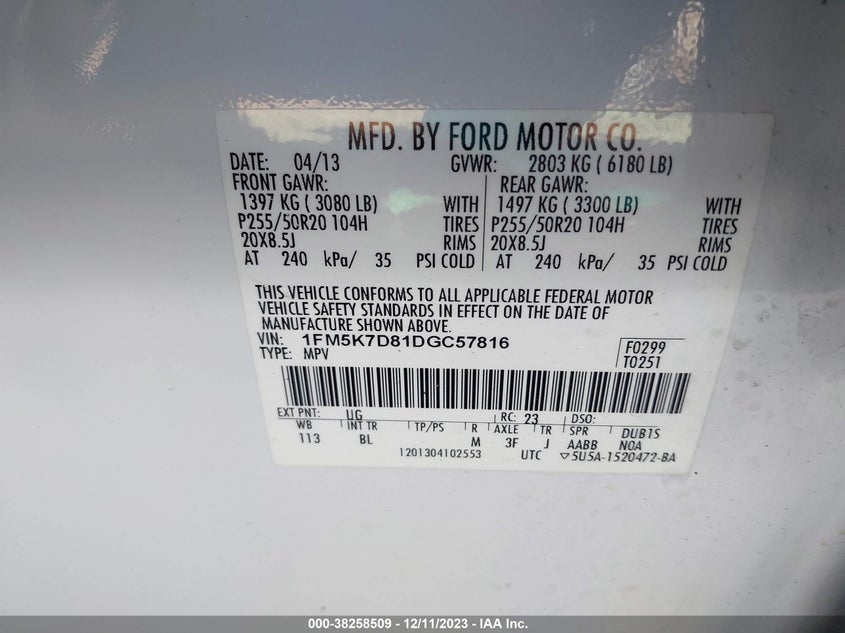 MFD. BY FORD MOTOR CO.
DATE: 04/13 GVWR: 2803 KG ( 6180 LB)
FRONT GAWR: REAR GAWR:
1397 KG ( 3080 LB) WITH 1497 KG ( 3300 LB) WITH
P255/50R20 104H TIRES P255/50R20 104H TIRES
20X8.5J RIMS 20X8.5J RIMS
AT 240 kPa/ 35 PSI COLD AT 240 kPa/ 35 PSI COLD
THIS VEHICLE CONFORMS TO ALL APPLICABLE FEDERAL MOTOR
VEHICLE SAFETY STANDARDS IN EFFECT ON THE DATE OF
MANUFACTURE SHOWN ABOVE.
VIN: 1FM5K7D81DGC57816 F0299
TYPE: MPV T0251
EXT PNT: UG RC: 23 DSO:
WB INT TR TP/PS R AXLE TR SPR DUB1S
113 BL M 3F J AABB N0A
1201304102553 UTC ▽5U5A-1520472-BA
000-38258509 - 12/11/2023 - IAA Inc.